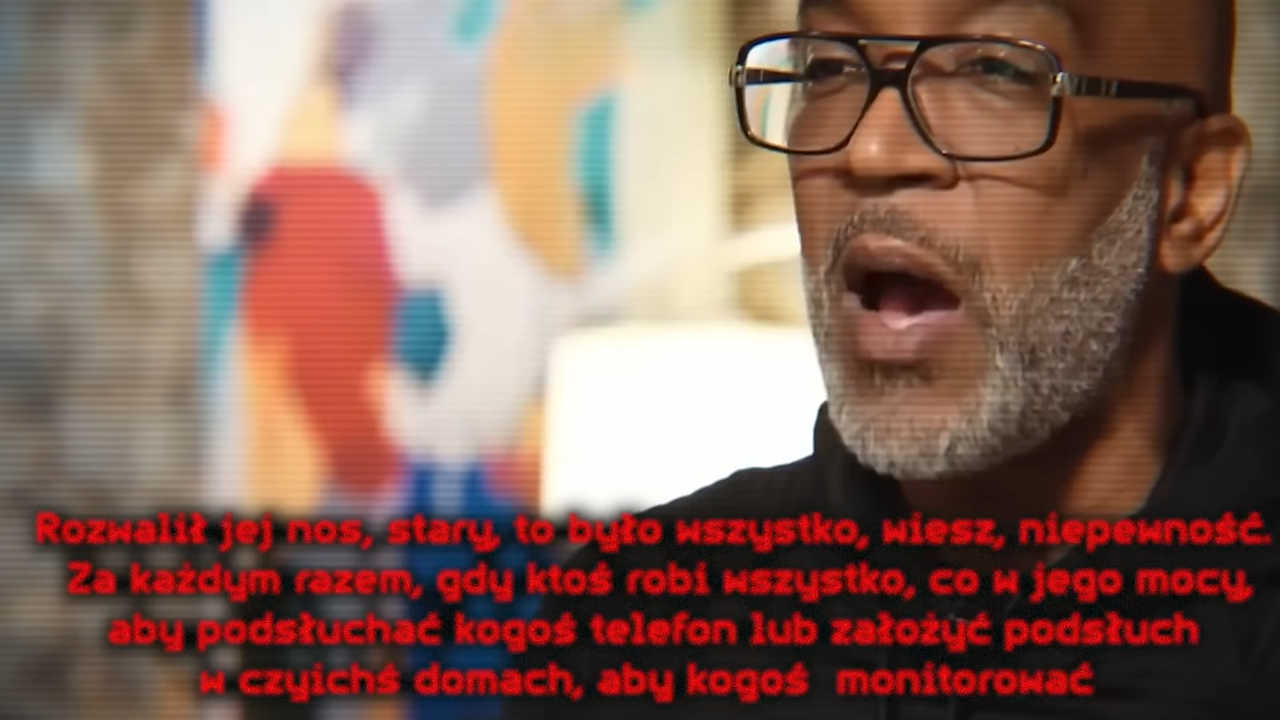 Rozwalił jej nos, stary, to było wszystko, wiesz, niepewność.
Za każdym razem, gdy ktoś robi wszystko, co w jego mocy,
aby podsłuchać kogoś telefon lub założyć podsłuch
w czyichś domach, aby kogoś monitorować